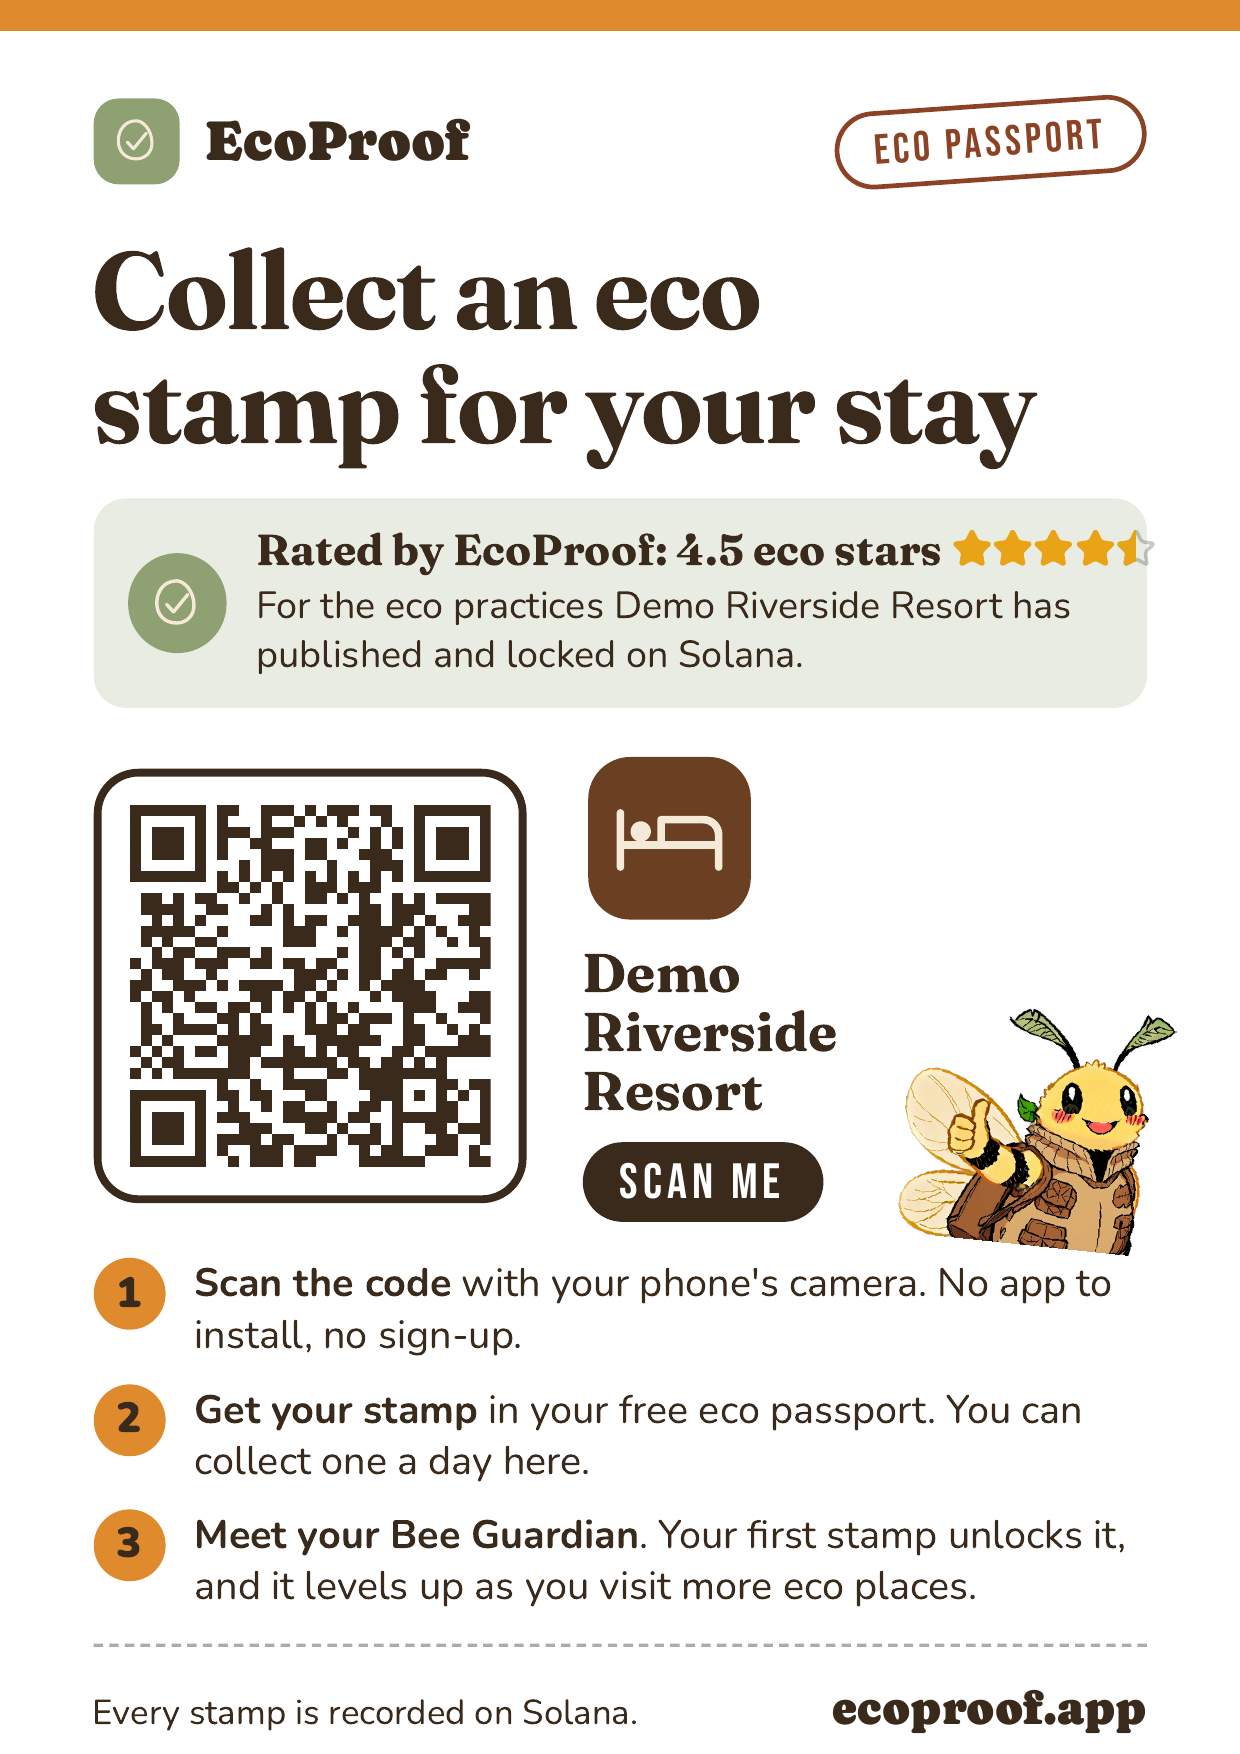 EcoProof
ECO PASSPORT
Collect an eco
stamp for your stay
Rated by EcoProof: 4.5 eco stars
For the eco practices Demo Riverside Resort has
published and locked on Solana.
Demo
Riverside
Resort
SCAN ME
1 Scan the code with your phone's camera. No app to
install, no sign-up.
2 Get your stamp in your free eco passport. You can
collect one a day here.
3 Meet your Bee Guardian. Your first stamp unlocks it,
and it levels up as you visit more eco places.
Every stamp is recorded on Solana.
ecoproof.app